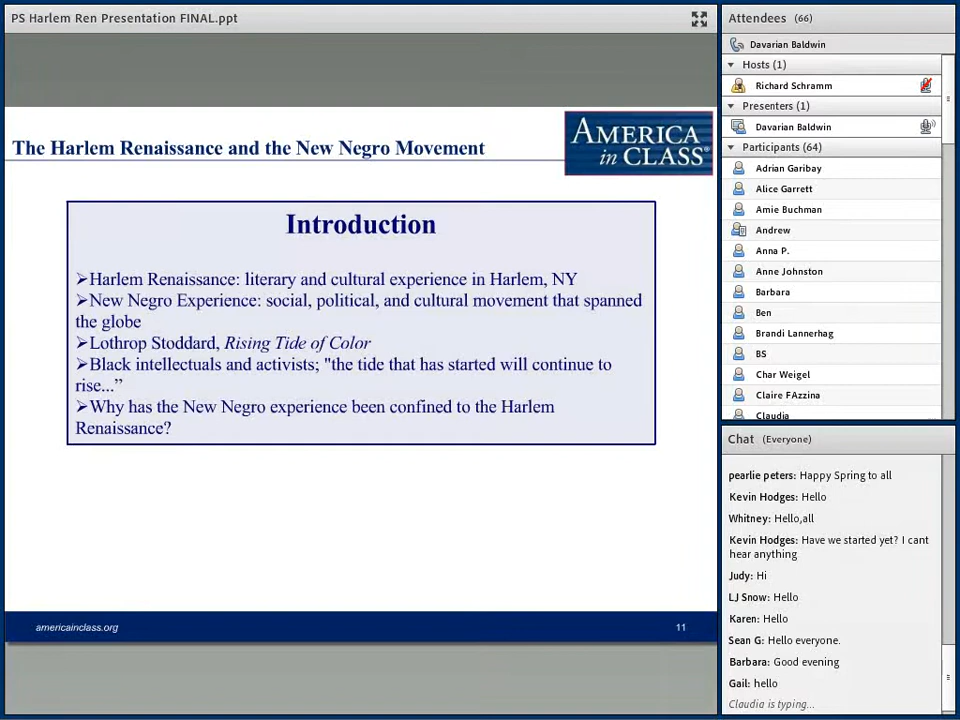 PS Harlem Ren Presentation FINAL.ppt
The Harlem Renaissance and the New Negro Movement
AMERICA
in CLASS®
Introduction
➢Harlem Renaissance: literary and cultural experience in Harlem, NY
➢New Negro Experience: social, political, and cultural movement that spanned
the globe
➢Lothrop Stoddard, Rising Tide of Color
➢Black intellectuals and activists; "the tide that has started will continue to
rise...”
➢Why has the New Negro experience been confined to the Harlem
Renaissance?
americainclass.org
11
Attendees (66)
Davarian Baldwin
Hosts (1)
Richard Schramm
Presenters (1)
Davarian Baldwin
Participants (64)
Adrian Garibay
Alice Garrett
Amie Buchman
Andrew
Anna P.
Anne Johnston
Barbara
Ben
Brandi Lannerhag
BS
Char Weigel
Claire FAzzina
Claudia
Chat (Everyone)
pearlie peters: Happy Spring to all
Kevin Hodges: Hello
Whitney: Hello,all
Kevin Hodges: Have we started yet? I cant
hear anything
Judy: Hi
LJ Snow: Hello
Karen: Hello
Sean G: Hello everyone.
Barbara: Good evening
Gail: hello
Claudia is typing...